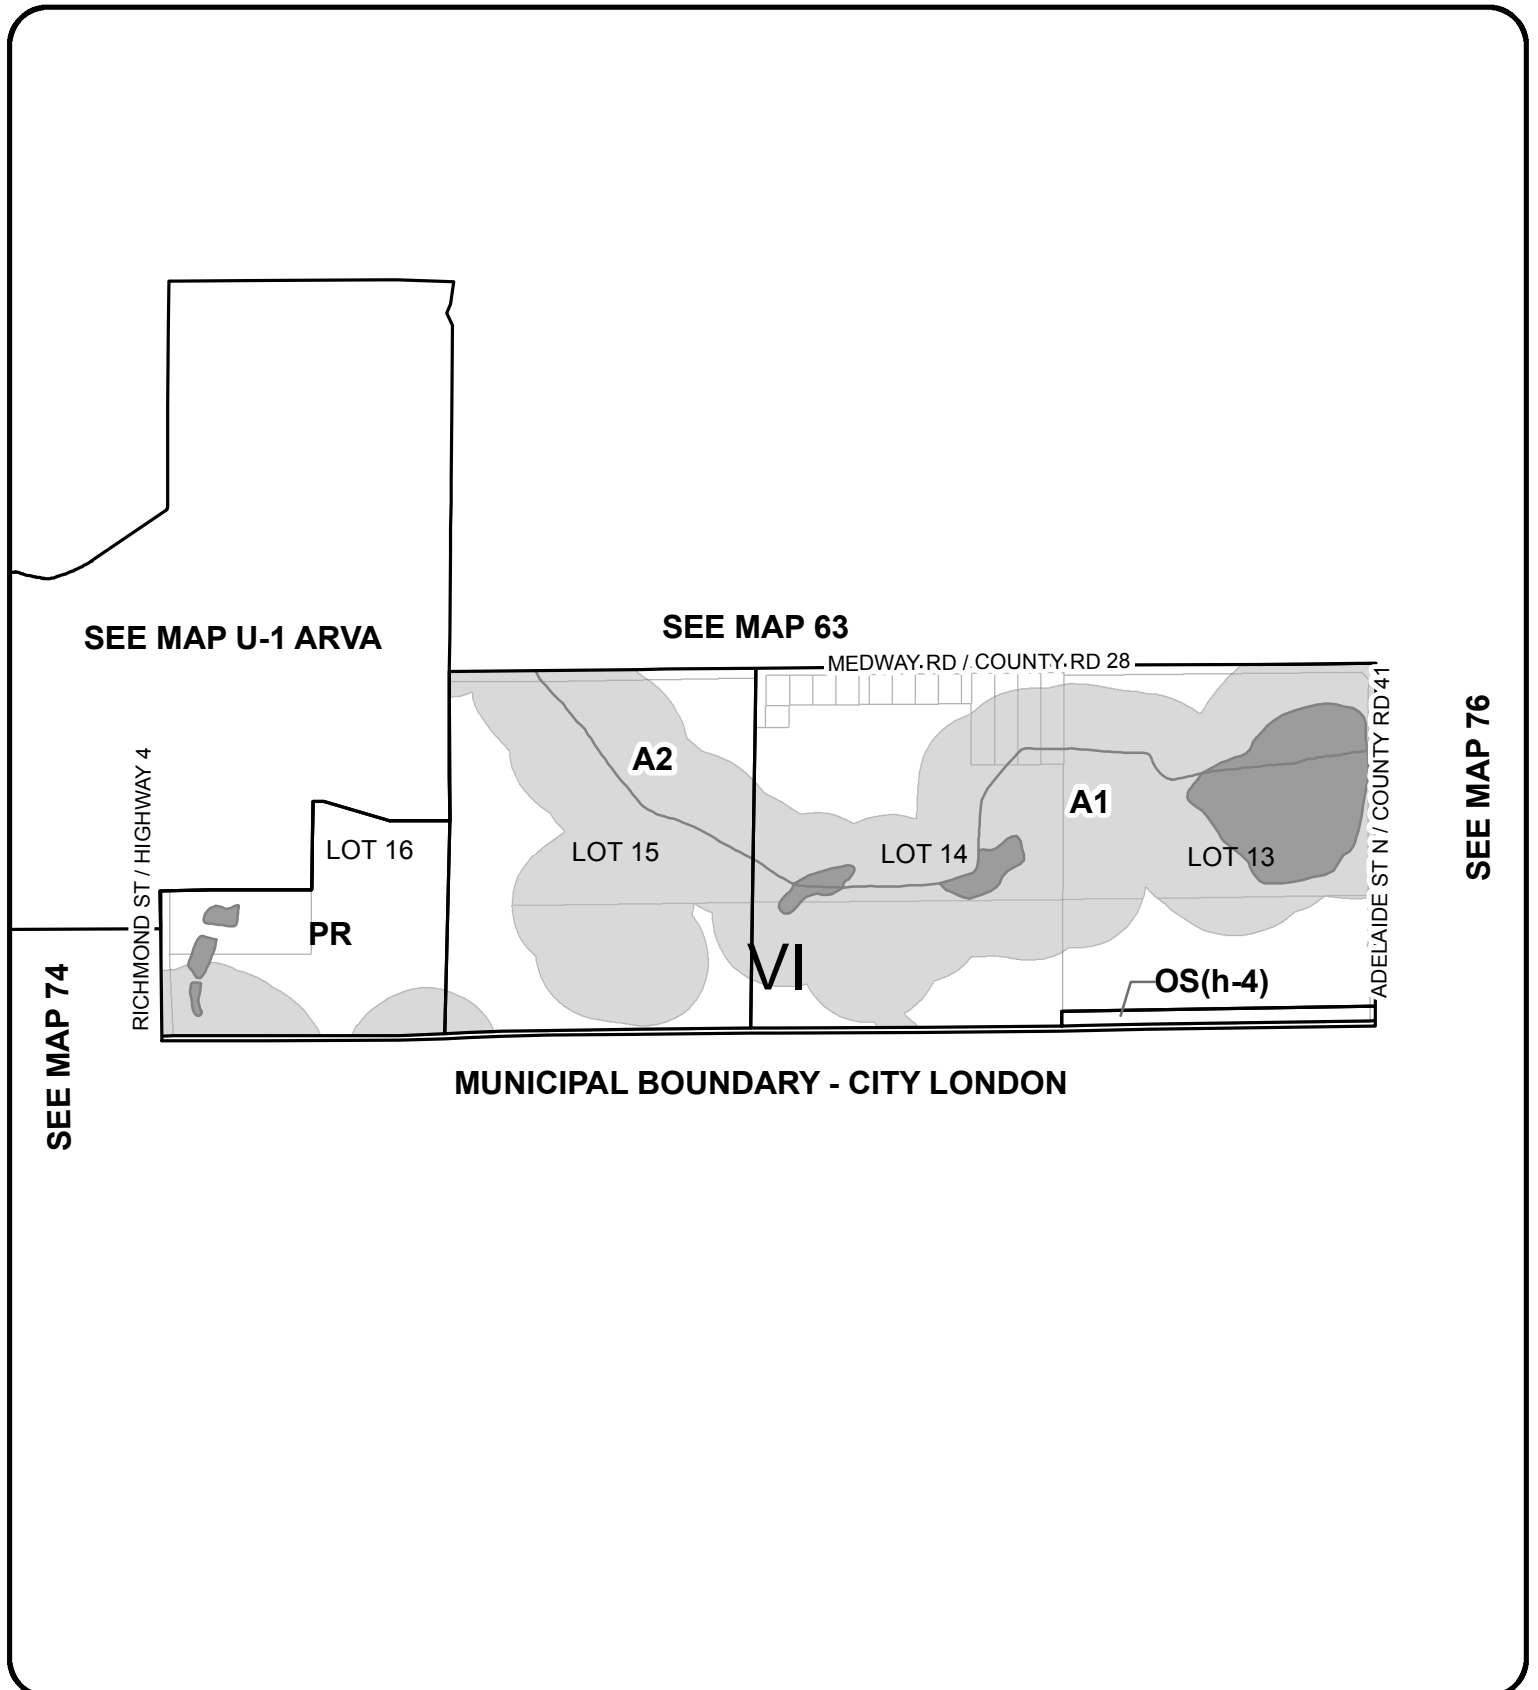 SEE MAP U-1 ARVA
SEE MAP 63
MEDWAY RD / COUNTY RD 28
ADELAIDE ST N / COUNTY RD 41
SEE MAP 76
RICHMOND ST / HIGHWAY 4
A2
A1
LOT 16
LOT 15
LOT 14
LOT 13
PR
VI
OS(h-4)
SEE MAP 74
MUNICIPAL BOUNDARY - CITY LONDON